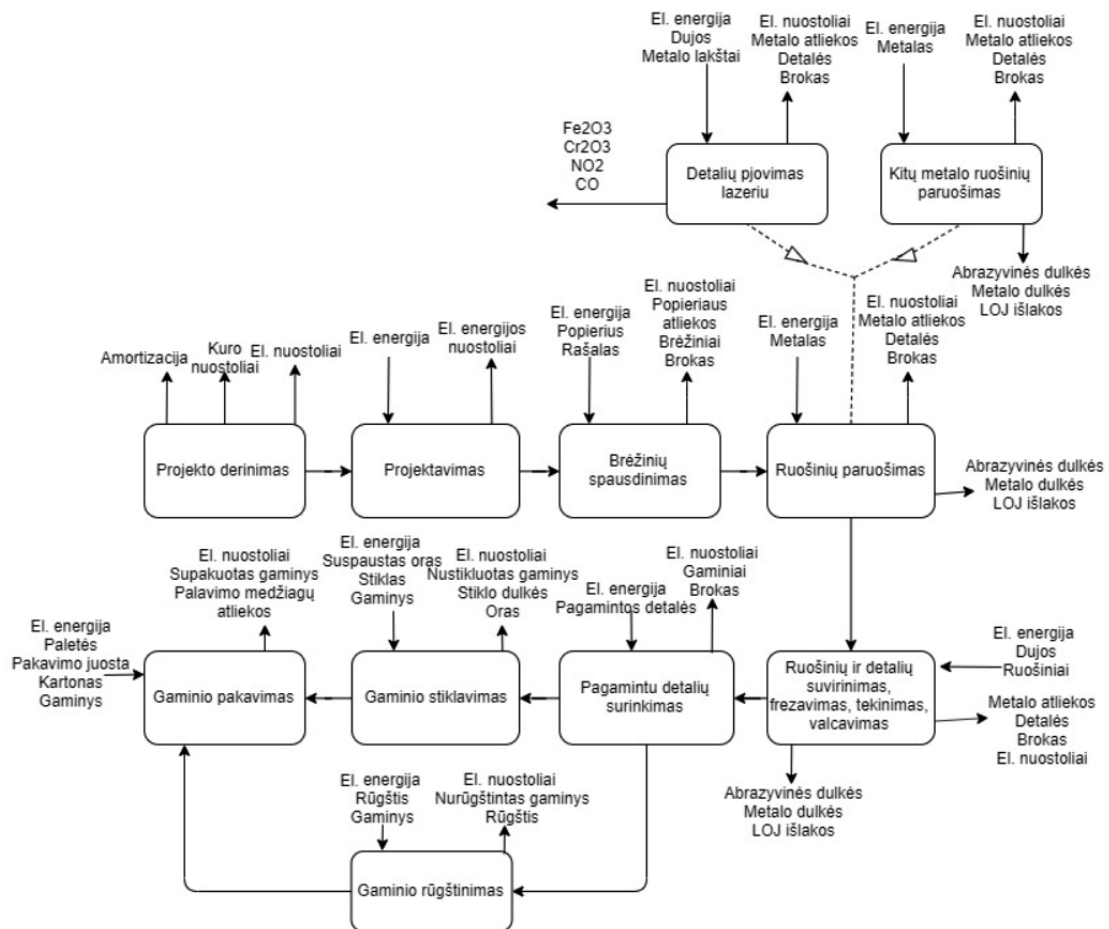 El. energija
Dujos
Metalo lakštai
El. nuostoliai
Metalo atliekos
Detalės
Brokas
El. energija
Metalas
El. nuostoliai
Metalo atliekos
Detalės
Brokas
Fe2O3
Cr2O3
NO2
CO
Detalių pjovimas
lazeriu
Kitų metalo ruošinių
paruošimas
Abrazyvinės dulkės
Metalo dulkės
LOJ išlakos
Amortizacija
Kuro
nuostoliai
El. nuostoliai
El. energija
El. energijos
nuostoliai
El. energija
Popierius
Rašalas
El. nuostoliai
Popieriaus
atliekos
Brėžiniai
Brokas
El. energija
Metalas
El. nuostoliai
Metalo atliekos
Detalės
Brokas
Projekto derinimas
Projektavimas
Brėžinių
spausdinimas
Ruošinių paruošimas
Abrazyvinės dulkės
Metalo dulkės
LOJ išlakos
El. energija
Paletės
Pakavimo juosta
Kartonas
Gaminys
El. nuostoliai
Supakuotas gaminys
Palavimo medžiagų
atliekos
El. energija
Suspaustas oras
Stiklas
Gaminys
El. nuostoliai
Nustikluotas gaminys
Stiklo dulkės
Oras
El. energija
Pagamintos detalės
El. nuostoliai
Gaminiai
Brokas
El. energija
Dujos
Ruošiniai
Gaminio pakavimas
Gaminio stiklavimas
Pagamintu detalių
surinkimas
Ruošinių ir detalių
suvirinimas,
frezavimas, tekinimas,
valcavimas
Metalo atliekos
Detalės
Brokas
El. nuostoliai
Abrazyvinės dulkės
Metalo dulkės
LOJ išlakos
El. energija
Rūgštis
Gaminys
El. nuostoliai
Nurūgštintas gaminys
Rūgštis
Gaminio rūgštinimas